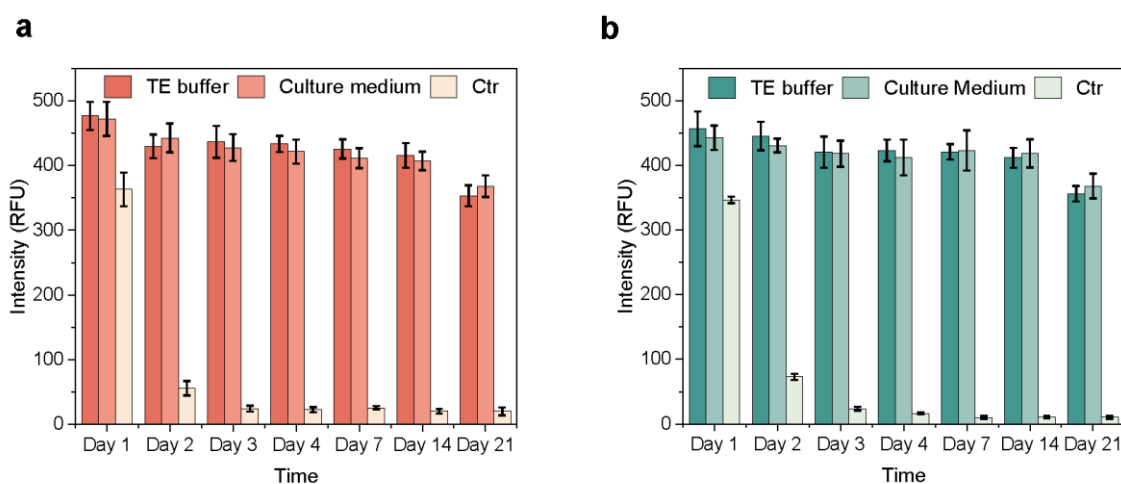 a
TE buffer Culture medium Ctr
500
400
300
200
100
0
Intensity (RFU)
Day 1 Day 2 Day 3 Day 4 Day 7 Day 14 Day 21
Time
b
TE buffer Culture Medium Ctr
500
400
300
200
100
0
Intensity (RFU)
Day 1 Day 2 Day 3 Day 4 Day 7 Day 14 Day 21
Time